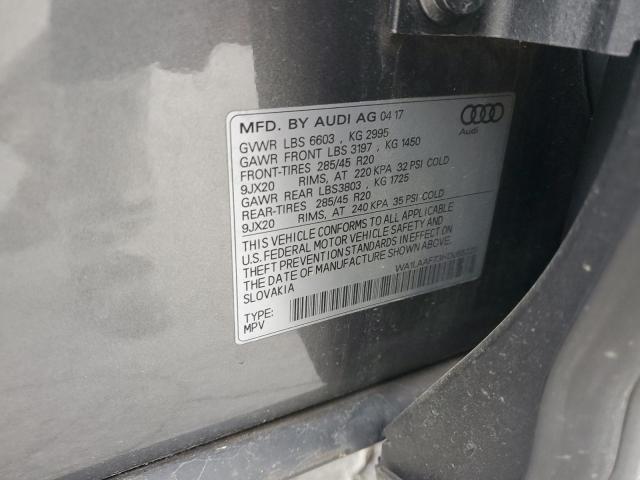 MFD. BY AUDI AG 04 17
Audi
GVWR LBS 6603 , KG 2995
GAWR FRONT LBS 3197 , KG 1450
FRONT-TIRES 285/45 R20
9JX20 RIMS, AT 220 KPA 32 PSI COLD
GAWR REAR LBS3803 , KG 1725
REAR-TIRES 285/45 R20
9JX20 RIMS, AT 240 KPA 35 PSI COLD
THIS VEHICLE CONFORMS TO ALL APPLICABLE
U.S. FEDERAL MOTOR VEHICLE SAFETY AND
THEFT PREVENTION STANDARDS IN EFFECT ON
THE DATE OF MANUFACTURE SHOWN ABOVE.
SLOVAKIA
TYPE:
MPV